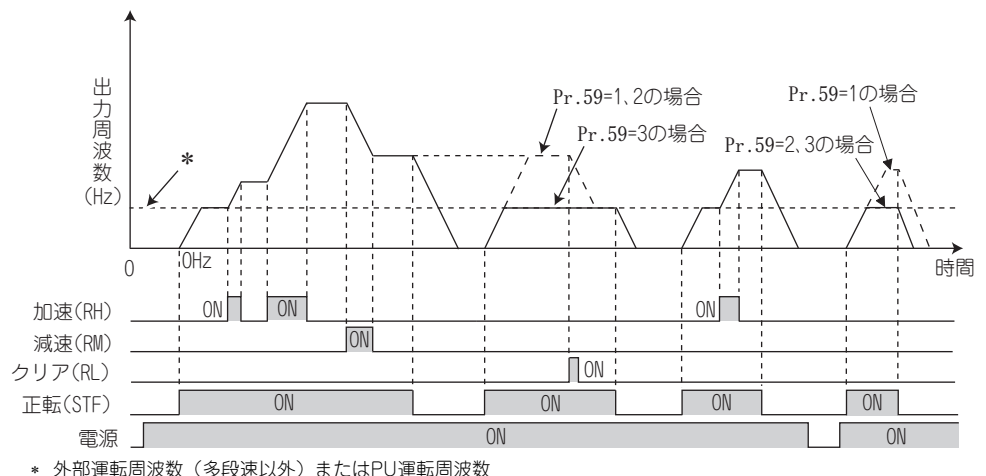 出力周波数(Hz)
*
Pr.59=1、2の場合
Pr.59=3の場合
Pr.59=1の場合
Pr.59=2、3の場合
0
0Hz
時間
加速(RH) ON ON ON
減速(RM) ON
クリア(RL) ON
正転(STF) ON ON ON ON
電源 ON ON
* 外部運転周波数（多段速以外）またはPU運転周波数